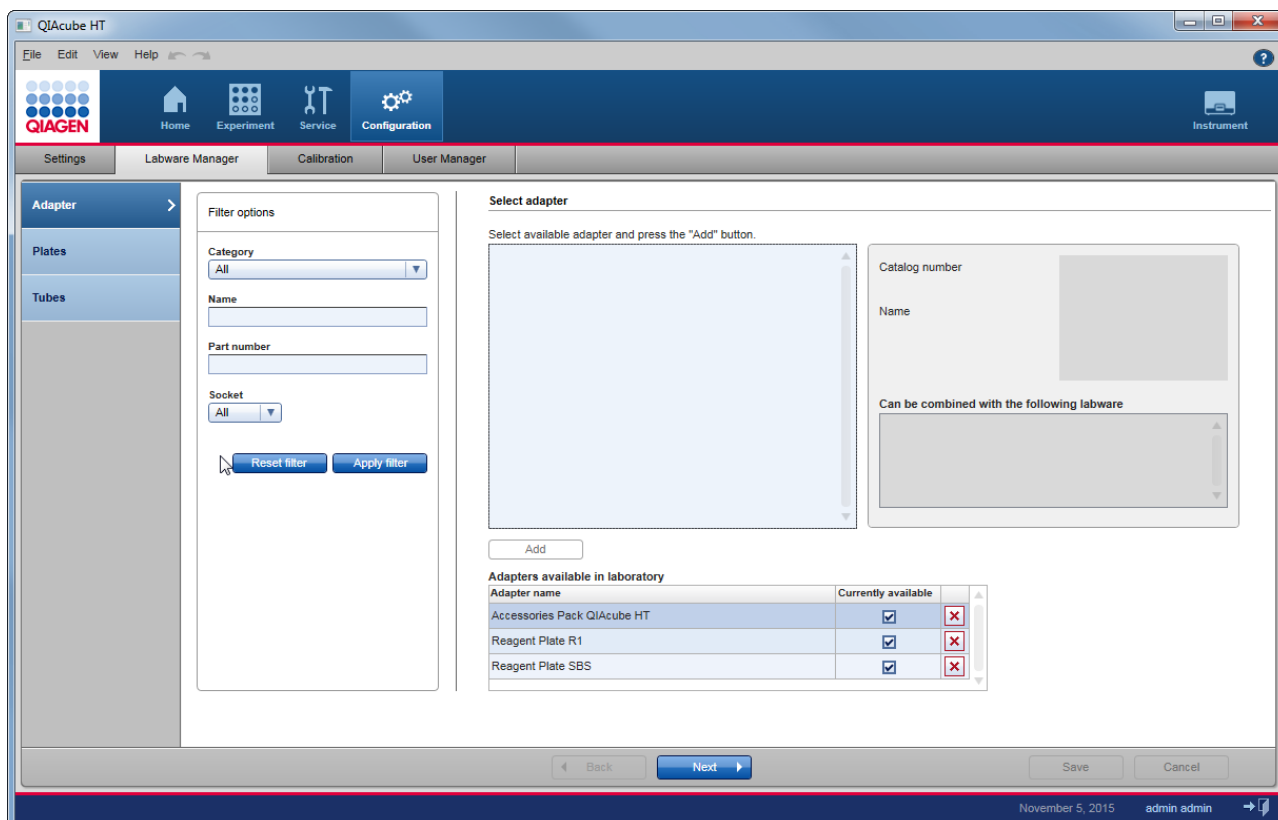 QIAcube HT
File Edit View Help
?
QIAGEN
Home Experiment Service Configuration Instrument
Settings Labware Manager Calibration User Manager
Adapter
Plates
Tubes
Filter options
Category
All
Name
Part number
Socket
All
Reset filter Apply filter
Select adapter
Select available adapter and press the "Add" button.
Catalog number
Name
Can be combined with the following labware
Add
Adapters available in laboratory
Adapter name Currently available
Accessories Pack QIAcube HT
Reagent Plate R1
Reagent Plate SBS
Back Next Save Cancel
November 5, 2015 admin admin